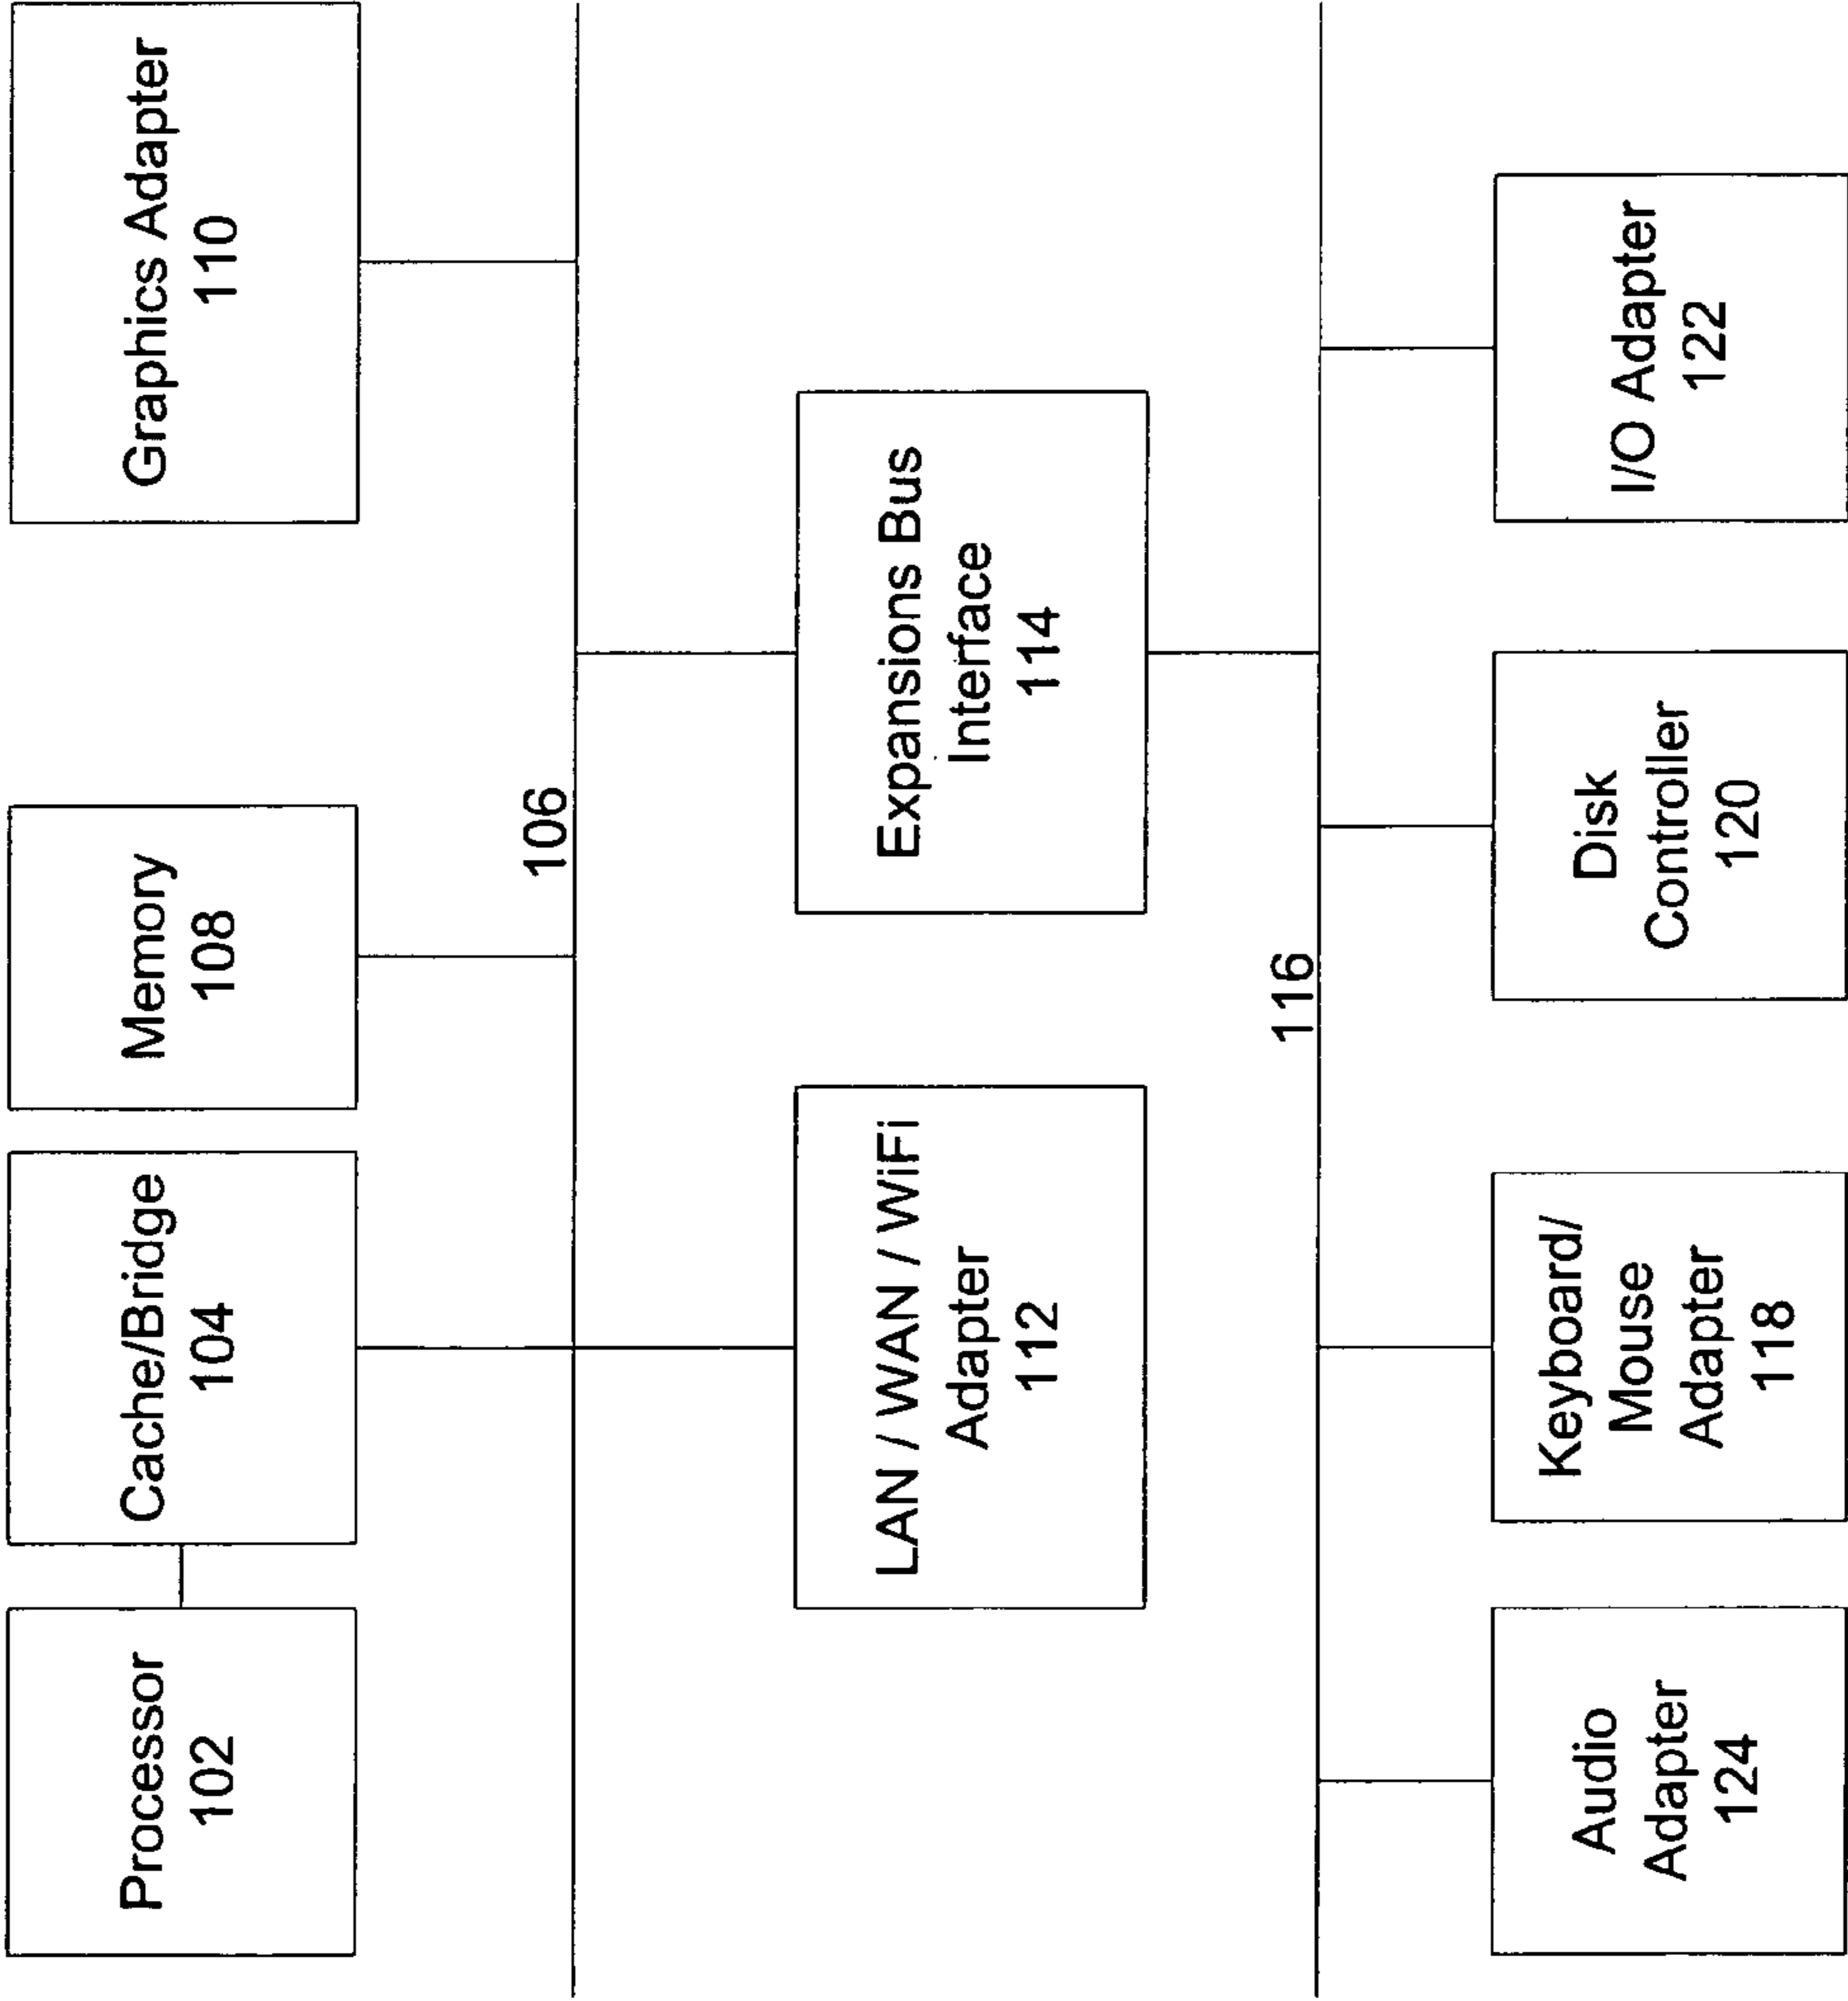 Processor
102
Cache/Bridge
104
Memory
108
Graphics Adapter
110
106
LAN / WAN / WiFi
Adapter
112
Expansions Bus
Interface
114
116
Audio
Adapter
124
Keyboard/
Mouse
Adapter
118
Disk
Controller
120
I/O Adapter
122